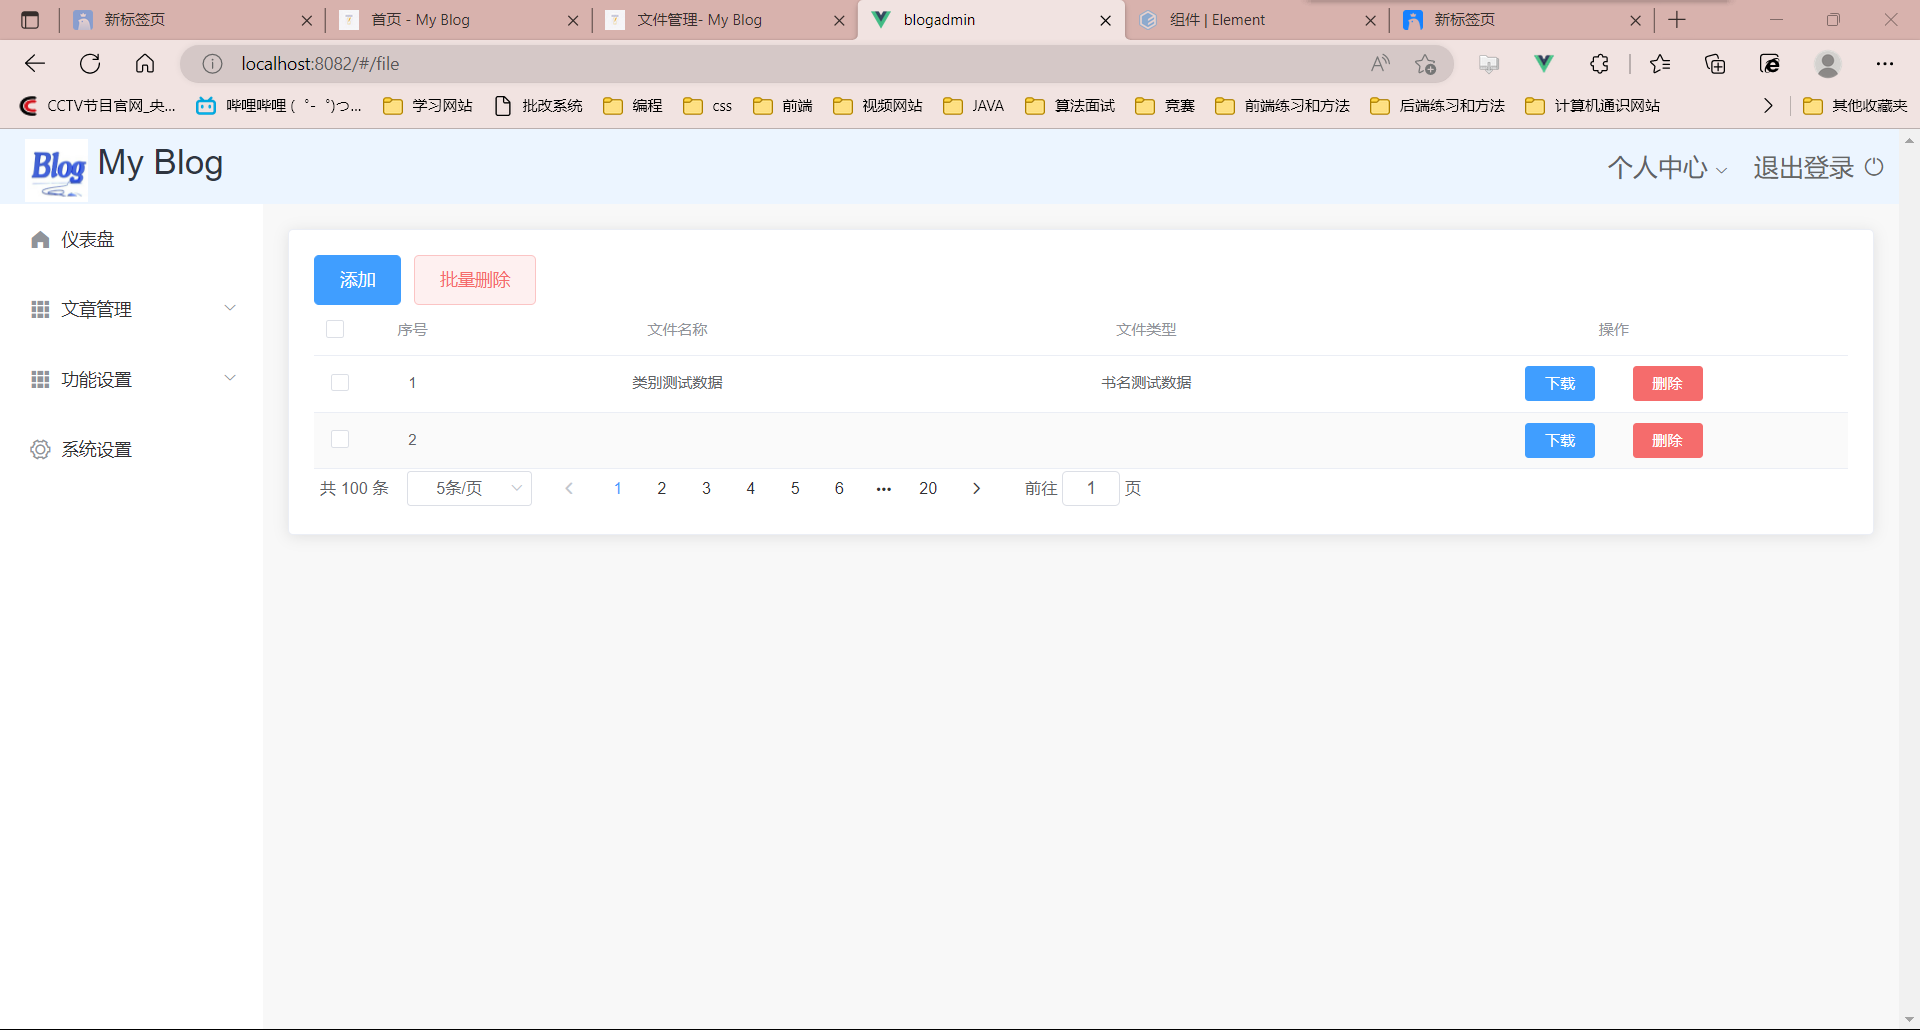 新标签页
首页 - My Blog
文件管理- My Blog
blogadmin
组件 | Element
新标签页
localhost:8082/#/file
CCTV节目官网_央...
哔哩哔哩 (゜-゜)つ...
学习网站
批改系统
编程
css
前端
视频网站
JAVA
算法面试
竞赛
前端练习和方法
后端练习和方法
计算机通识网站
其他收藏夹
Blog My Blog
个人中心
退出登录
仪表盘
文章管理
功能设置
系统设置
添加 批量删除
序号 文件名称 文件类型 操作
1 类别测试数据 书名测试数据 下载 删除
2 下载 删除
共 100 条 5条/页 1 2 3 4 5 6 ••• 20 前往 1 页